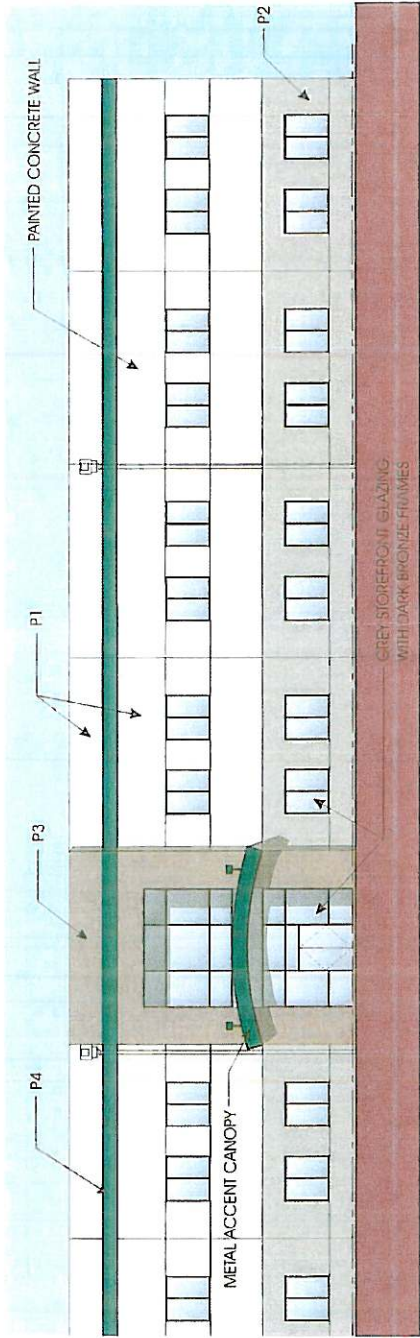 P4
P3
P1
PAINTED CONCRETE WALL
P2
METAL ACCENT CANOPY
GREY STOREFRONT GLAZING
WITH DARK BRONZE FRAMES